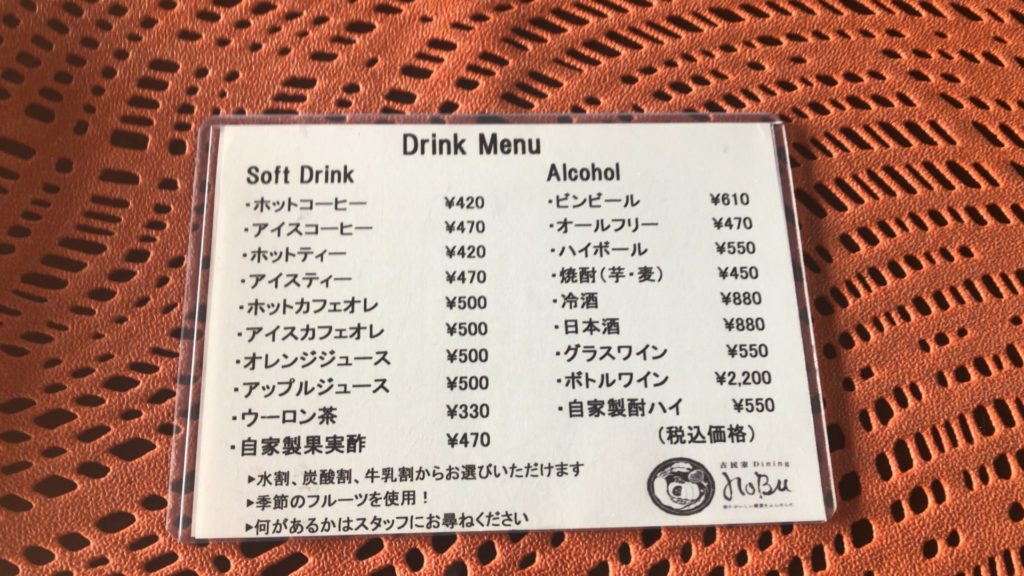 Drink Menu
Soft Drink
・ホットコーヒー ¥420
・アイスコーヒー ¥470
・ホットティー ¥420
・アイスティー ¥470
・ホットカフェオレ ¥500
・アイスカフェオレ ¥500
・オレンジジュース ¥500
・アップルジュース ¥500
・ウーロン茶 ¥330
・自家製果実酢 ¥470
▶水割、炭酸割、牛乳割からお選びいただけます
▶季節のフルーツを使用！
▶何があるかはスタッフにお尋ねください
Alcohol
・ビンビール ¥610
・オールフリー ¥470
・ハイボール ¥550
・焼酎（芋・麦） ¥450
・冷酒 ¥880
・日本酒 ¥880
・グラスワイン ¥550
・ボトルワイン ¥2,200
・自家製酎ハイ ¥550
（税込価格）
古民家 Dining
NoBu